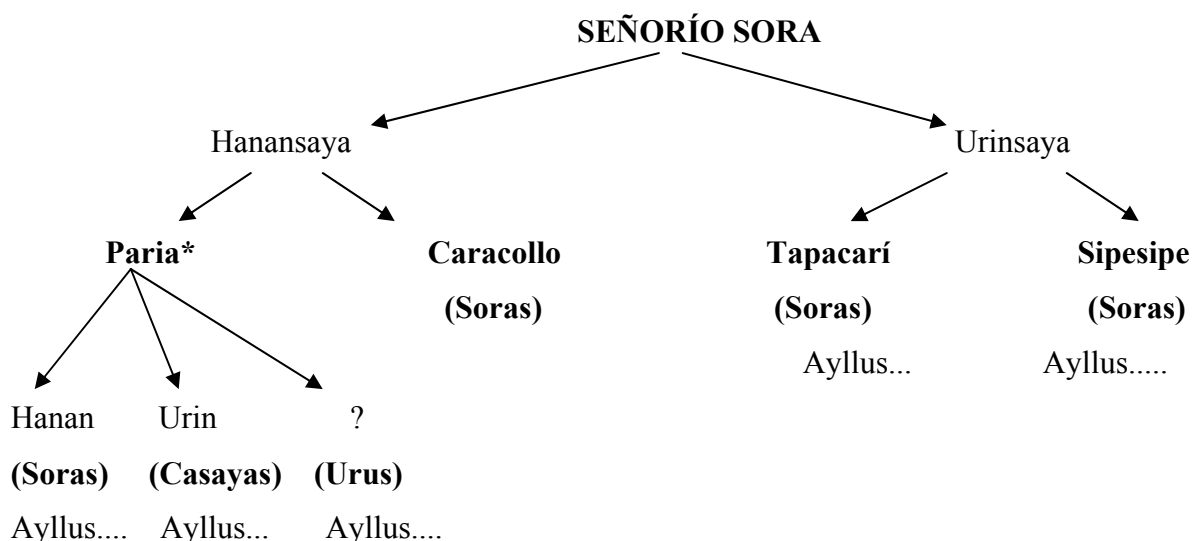 SEÑORÍO SORA
Hanansaya Urinsaya
Paria* Caracollo Tapacarí Sipesipe
(Soras) (Soras) (Soras)
Ayllus... Ayllus.....
Hanan Urin ?
(Soras) (Casayas) (Urus)
Ayllus.... Ayllus... Ayllus....